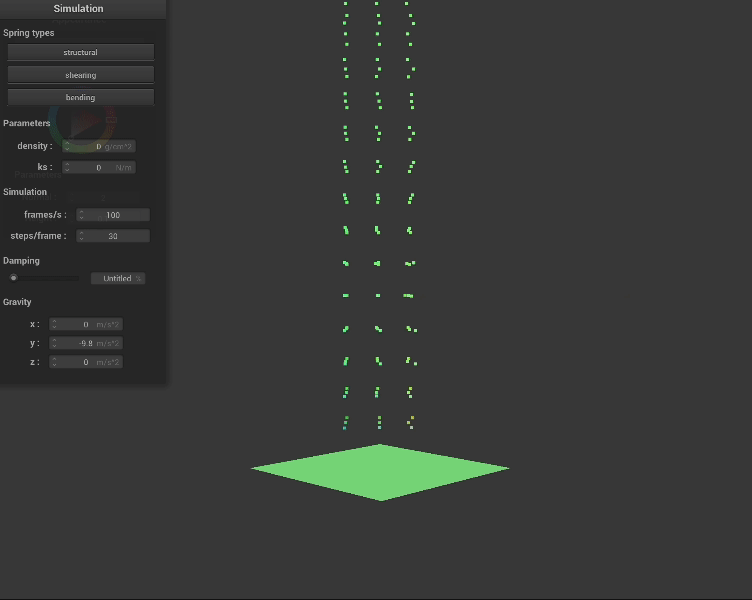 Simulation
Spring types
structural
shearing
bending
Parameters
density : 0 g/cm^2
ks : 0 N/m
Simulation
frames/s : 100
steps/frame : 30
Damping
Untitled %
Gravity
x : 0 m/s^2
y : -9.8 m/s^2
z : 0 m/s^2